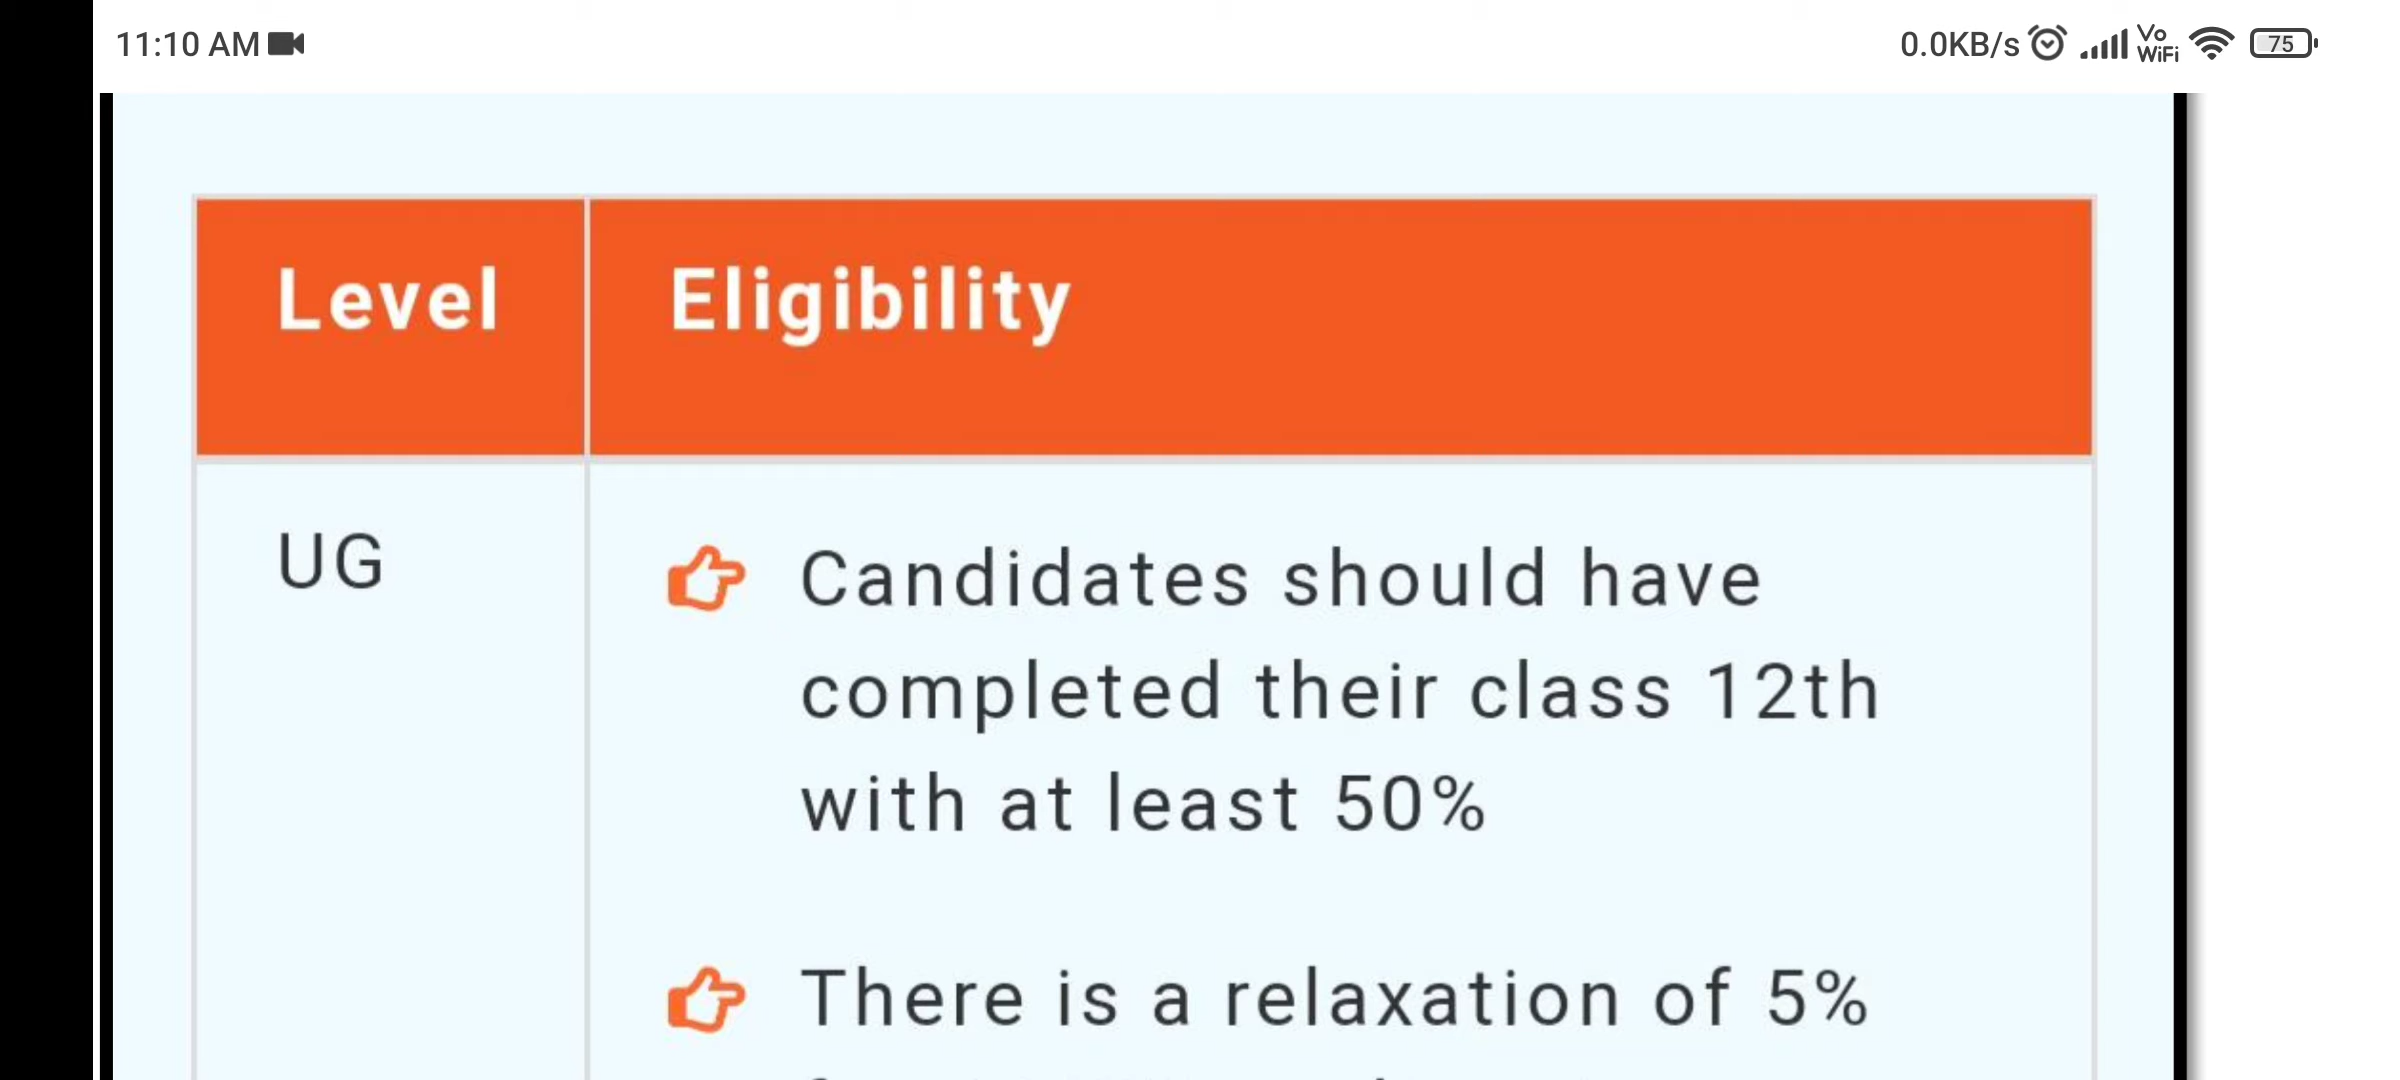 11:10 AM
0.0KB/s Vo WiFi 75
Level Eligibility
UG
Candidates should have
completed their class 12th
with at least 50%
There is a relaxation of 5%